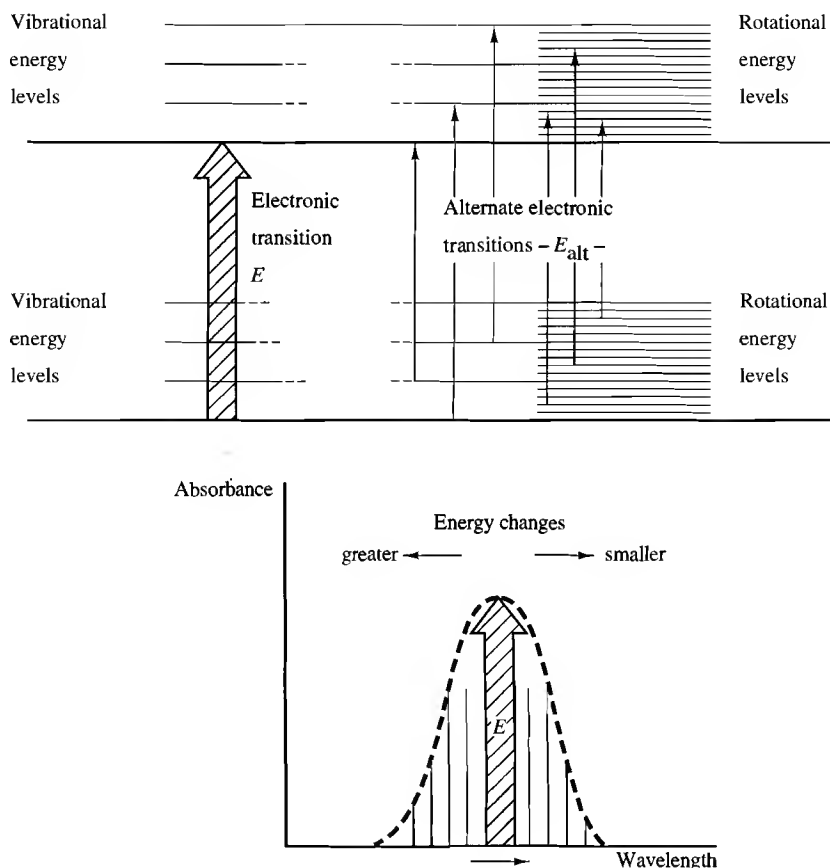 Vibrational
energy
levels
Rotational
energy
levels
Electronic
transition
E
Alternate electronic
transitions – E_alt –
Vibrational
energy
levels
Rotational
energy
levels
Absorbance
Energy changes
greater
smaller
E
Wavelength